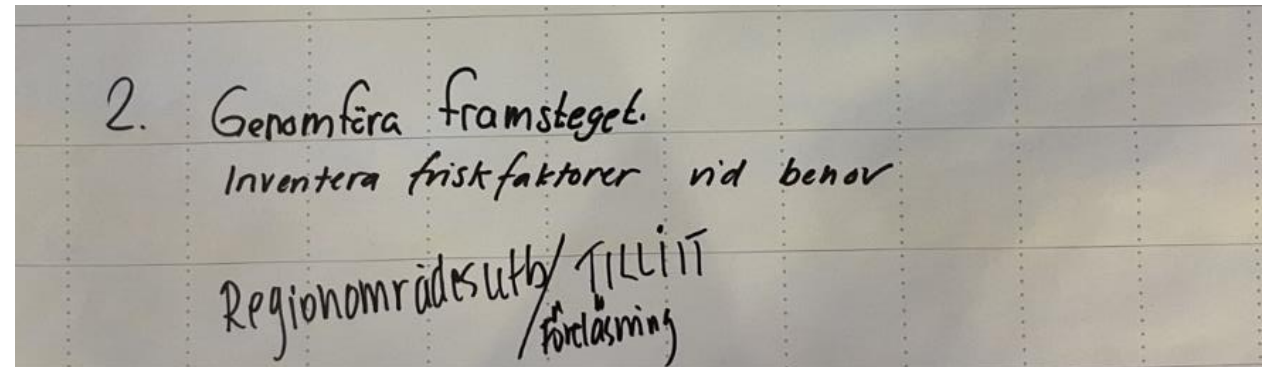 2. Genomföra framsteget.
Inventera friskfaktorer vid behov
Regionområdesutb/TILLIT
/Föreläsning